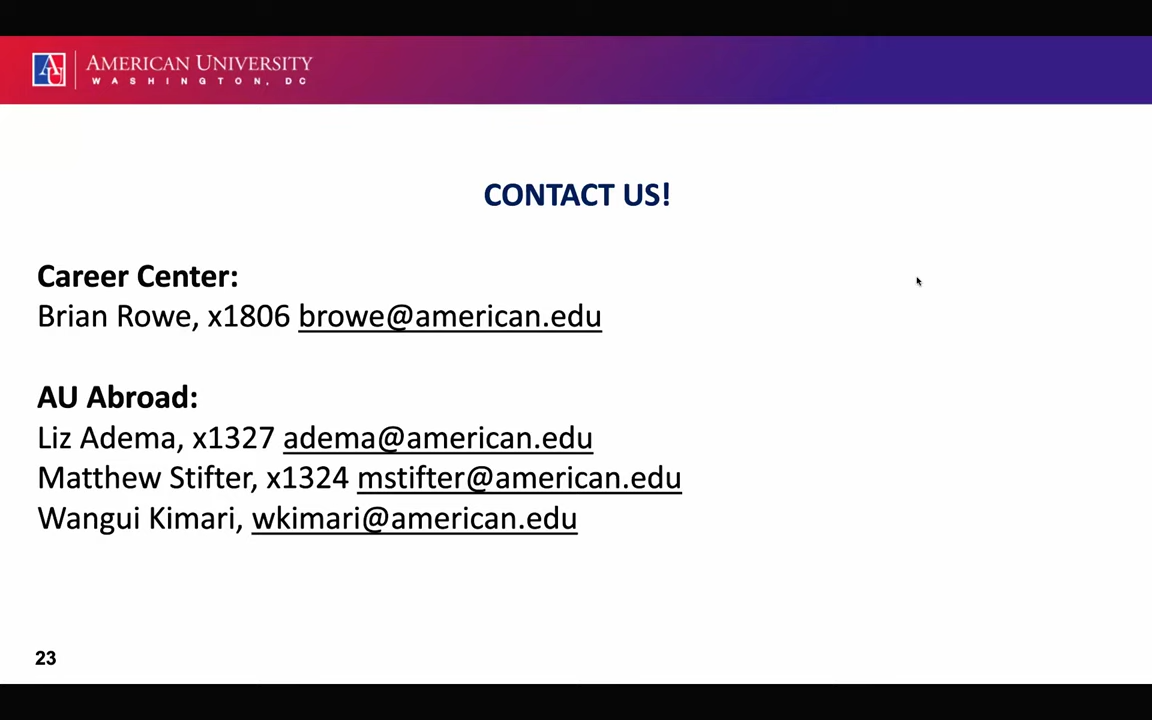 AMERICAN UNIVERSITY
WASHINGTON, DC
CONTACT US!
Career Center:
Brian Rowe, x1806 browe@american.edu
AU Abroad:
Liz Adema, x1327 adema@american.edu
Matthew Stifter, x1324 mstifter@american.edu
Wangui Kimari, wkimari@american.edu
23